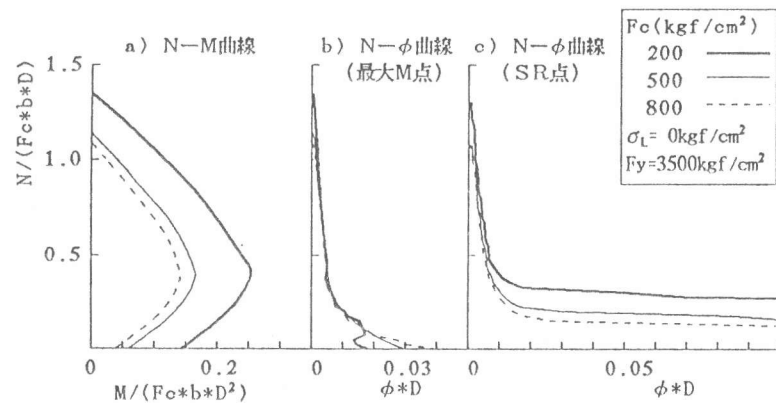 a) N－M曲線
b) N－φ曲線
(最大M点)
c) N－φ曲線
(SR点)
Fc(kgf/cm²)
200
500
800
σL= 0kgf/cm²
Fy=3500kgf/cm²
N/(Fc*b*D)
1.5
1.0
0.5
0
0.2
M/(Fc*b*D²)
0
0.03
φ*D
0
0.05
φ*D